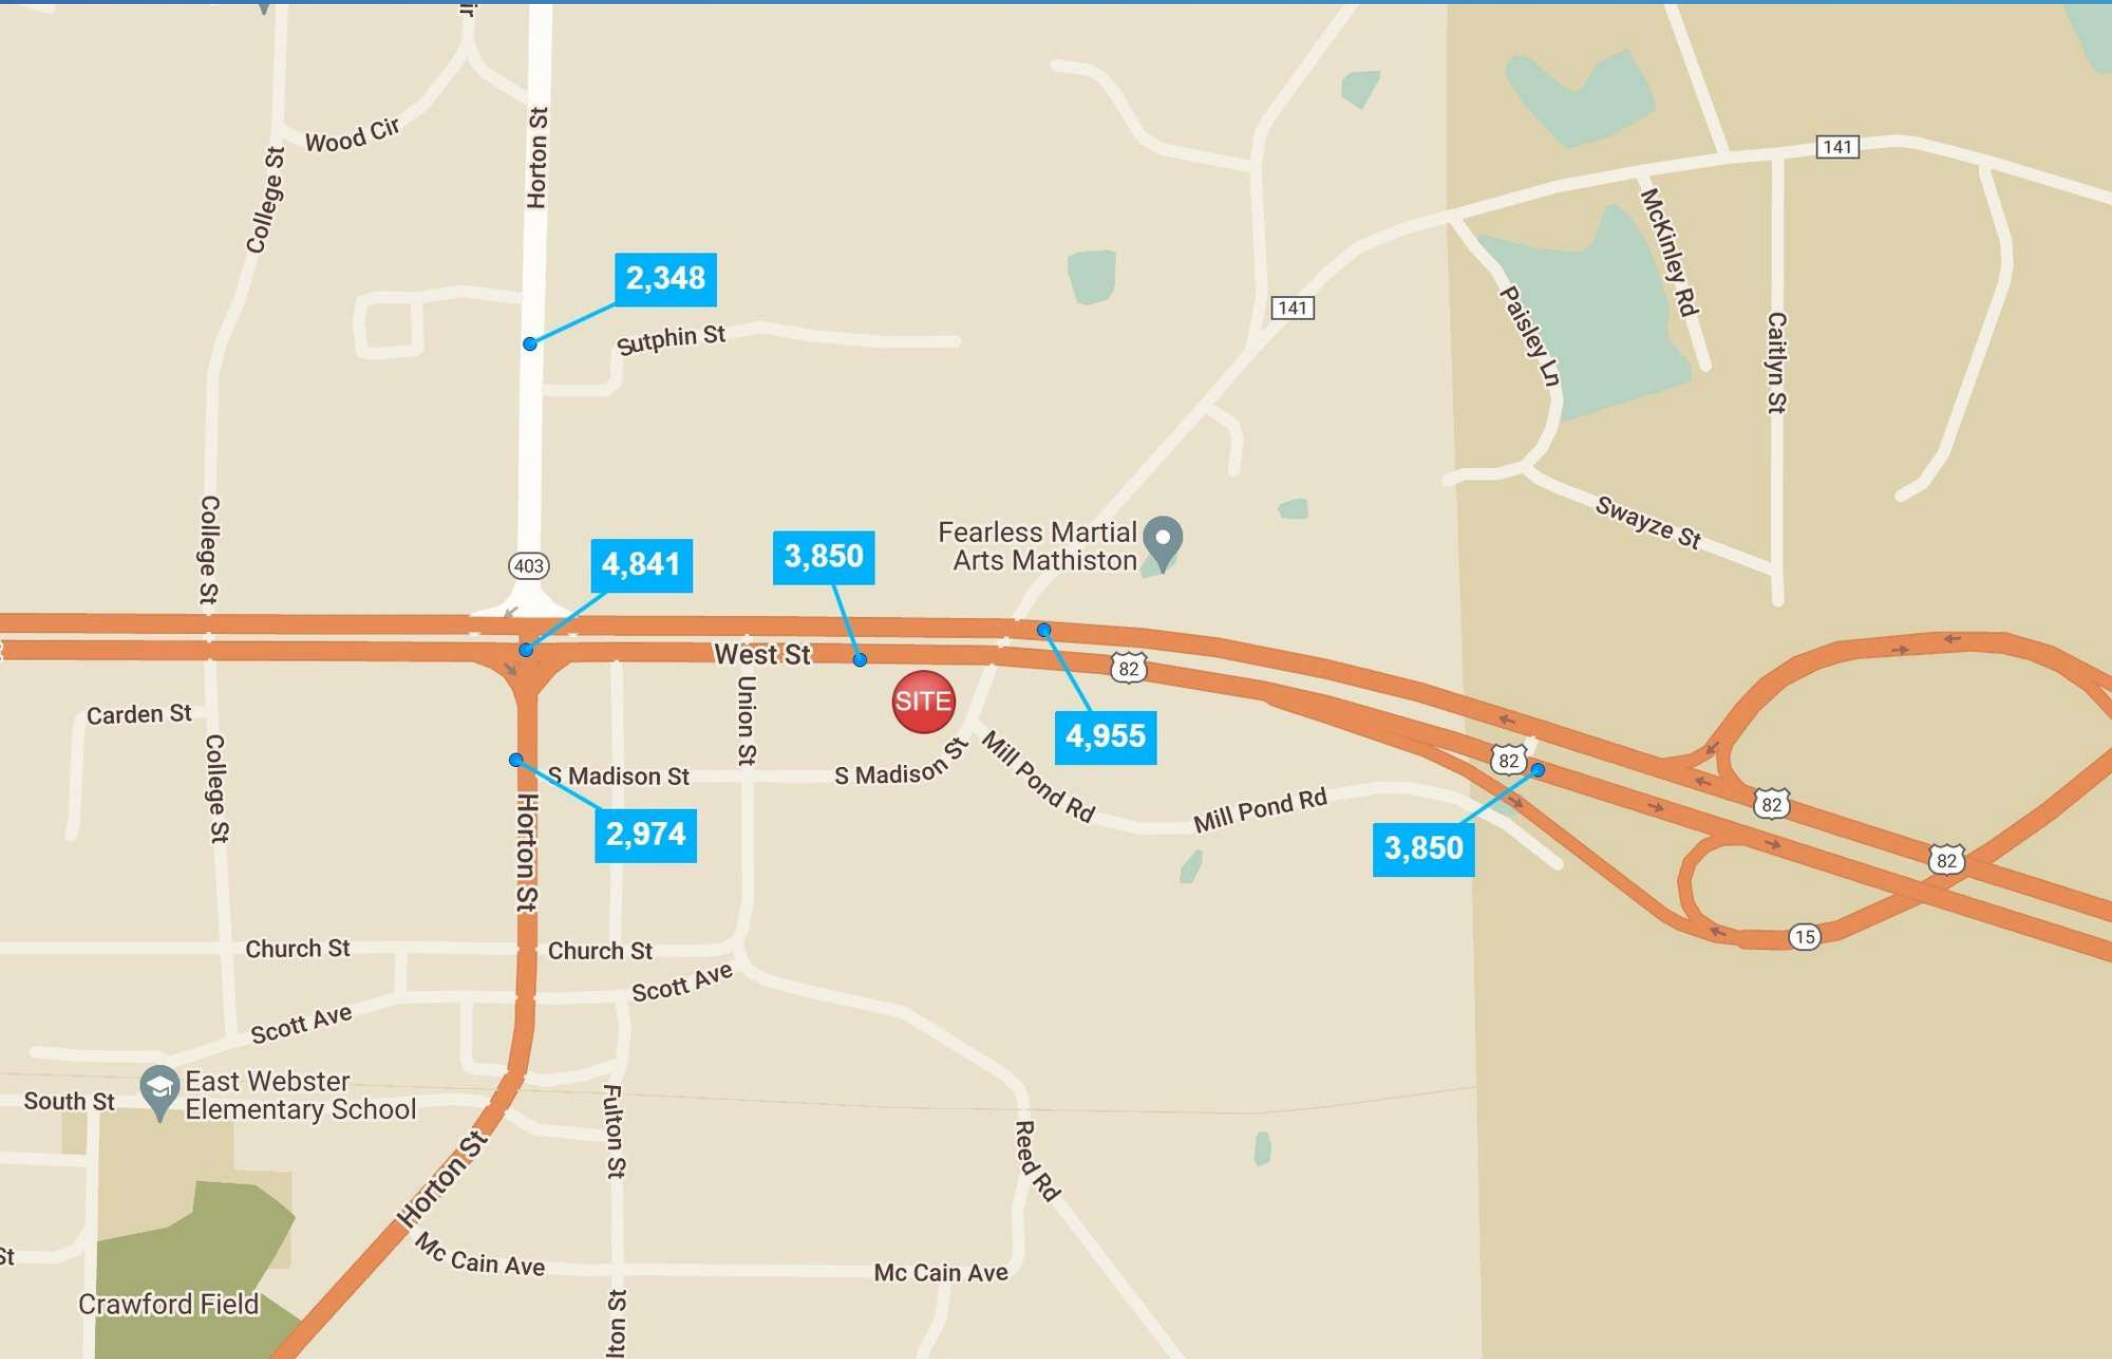 ir
Wood Cir
Horton St
College St
141
McKinley Rd
2,348
141
Paisley Ln
Caitlyn St
Sutphin St
College St
Swayze St
Fearless Martial
Arts Mathiston
403
4,841
3,850
West St
82
SITE
4,955
Carden St
College St
Union St
S Madison St
S Madison St
Mill Pond Rd
Mill Pond Rd
82
82
2,974
Horton St
3,850
82
15
Church St
Church St
Scott Ave
Scott Ave
East Webster
Elementary School
South St
Fulton St
Horton St
Reed Rd
Mc Cain Ave
Mc Cain Ave
St
Crawford Field
lton St